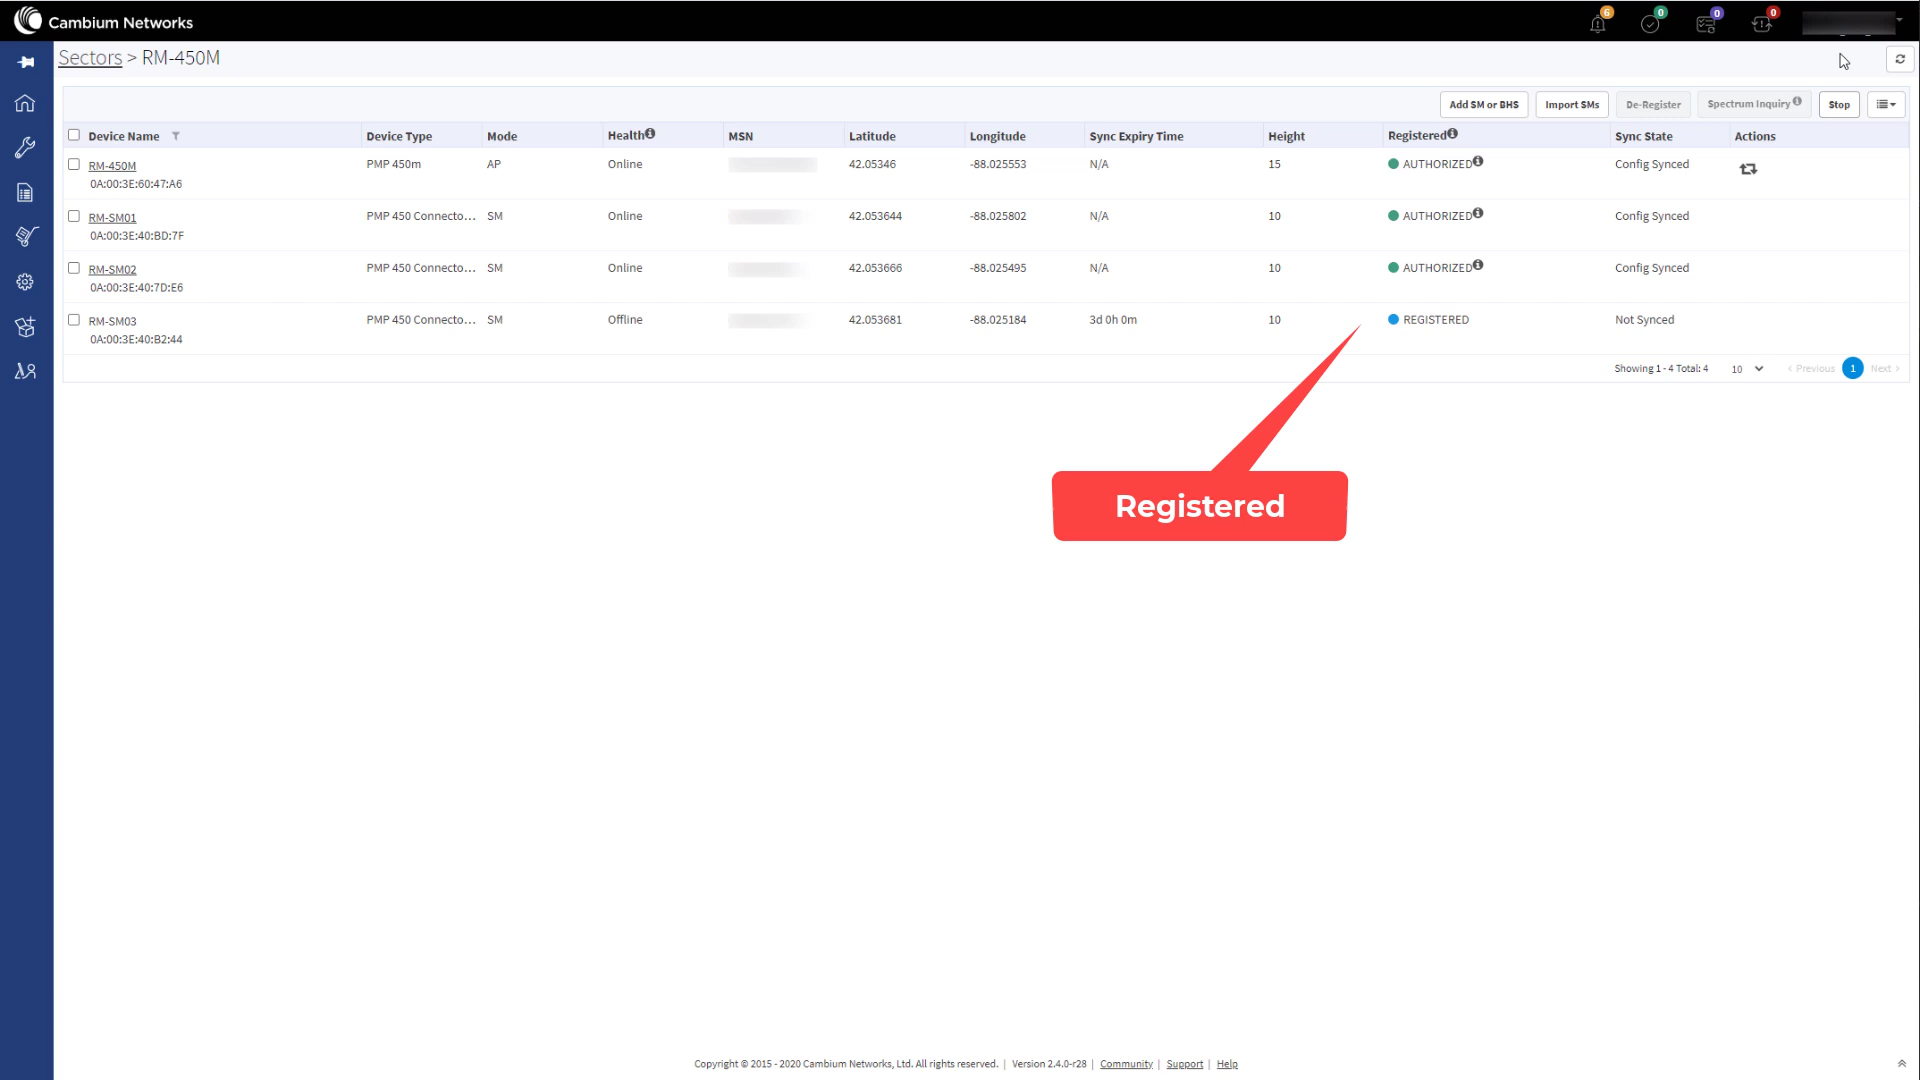 Cambium Networks
6
0
0
0
Sectors > RM-450M
Add SM or BHS
Import SMs
De-Register
Spectrum Inquiry
Stop
Device Name
Device Type
Mode
Health
MSN
Latitude
Longitude
Sync Expiry Time
Height
Registered
Sync State
Actions
RM-450M
PMP 450m
AP
Online
42.05346
-88.025553
N/A
15
AUTHORIZED
Config Synced
0A:00:3E:60:47:A6
RM-SM01
PMP 450 Connecto...
SM
Online
42.053644
-88.025802
N/A
10
AUTHORIZED
Config Synced
0A:00:3E:40:BD:7F
RM-SM02
PMP 450 Connecto...
SM
Online
42.053666
-88.025495
N/A
10
AUTHORIZED
Config Synced
0A:00:3E:40:7D:E6
RM-SM03
PMP 450 Connecto...
SM
Offline
42.053681
-88.025184
3d 0h 0m
10
REGISTERED
Not Synced
0A:00:3E:40:B2:44
Showing 1 - 4 Total: 4
10
‹ Previous
1
Next ›
Registered
Copyright © 2015 - 2020 Cambium Networks, Ltd. All rights reserved. | Version 2.4.0-r28 | Community | Support | Help